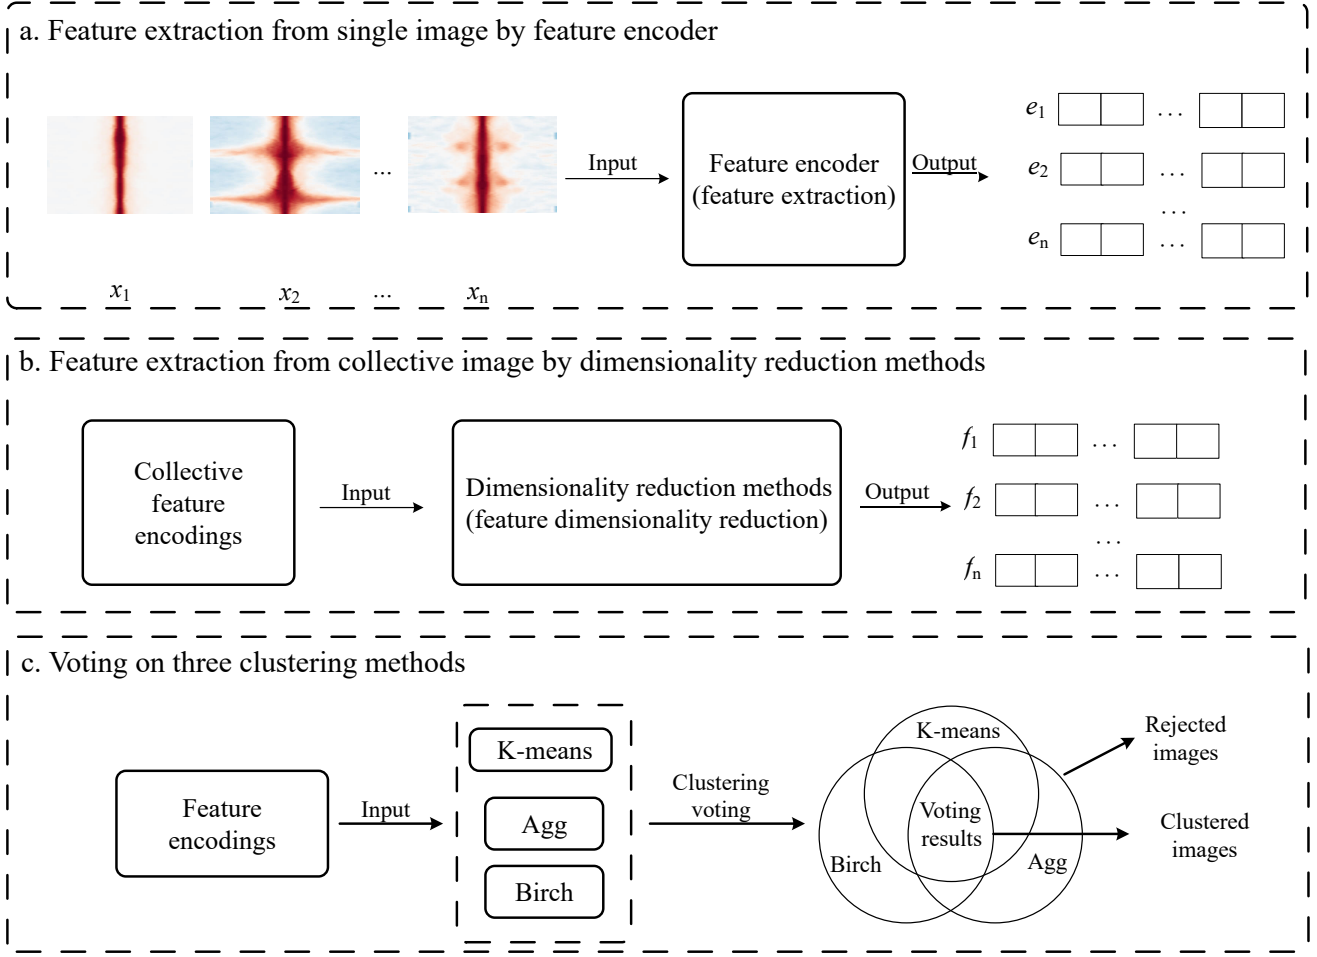 a. Feature extraction from single image by feature encoder
...
x1
x2
...
xn
Input
Feature encoder
(feature extraction)
Output
e1
...
e2
...
...
en
...
b. Feature extraction from collective image by dimensionality reduction methods
Collective
feature
encodings
Input
Dimensionality reduction methods
(feature dimensionality reduction)
Output
f1
...
f2
...
...
fn
...
c. Voting on three clustering methods
Feature
encodings
Input
K-means
Agg
Birch
Clustering
voting
K-means
Voting
results
Birch
Agg
Rejected
images
Clustered
images